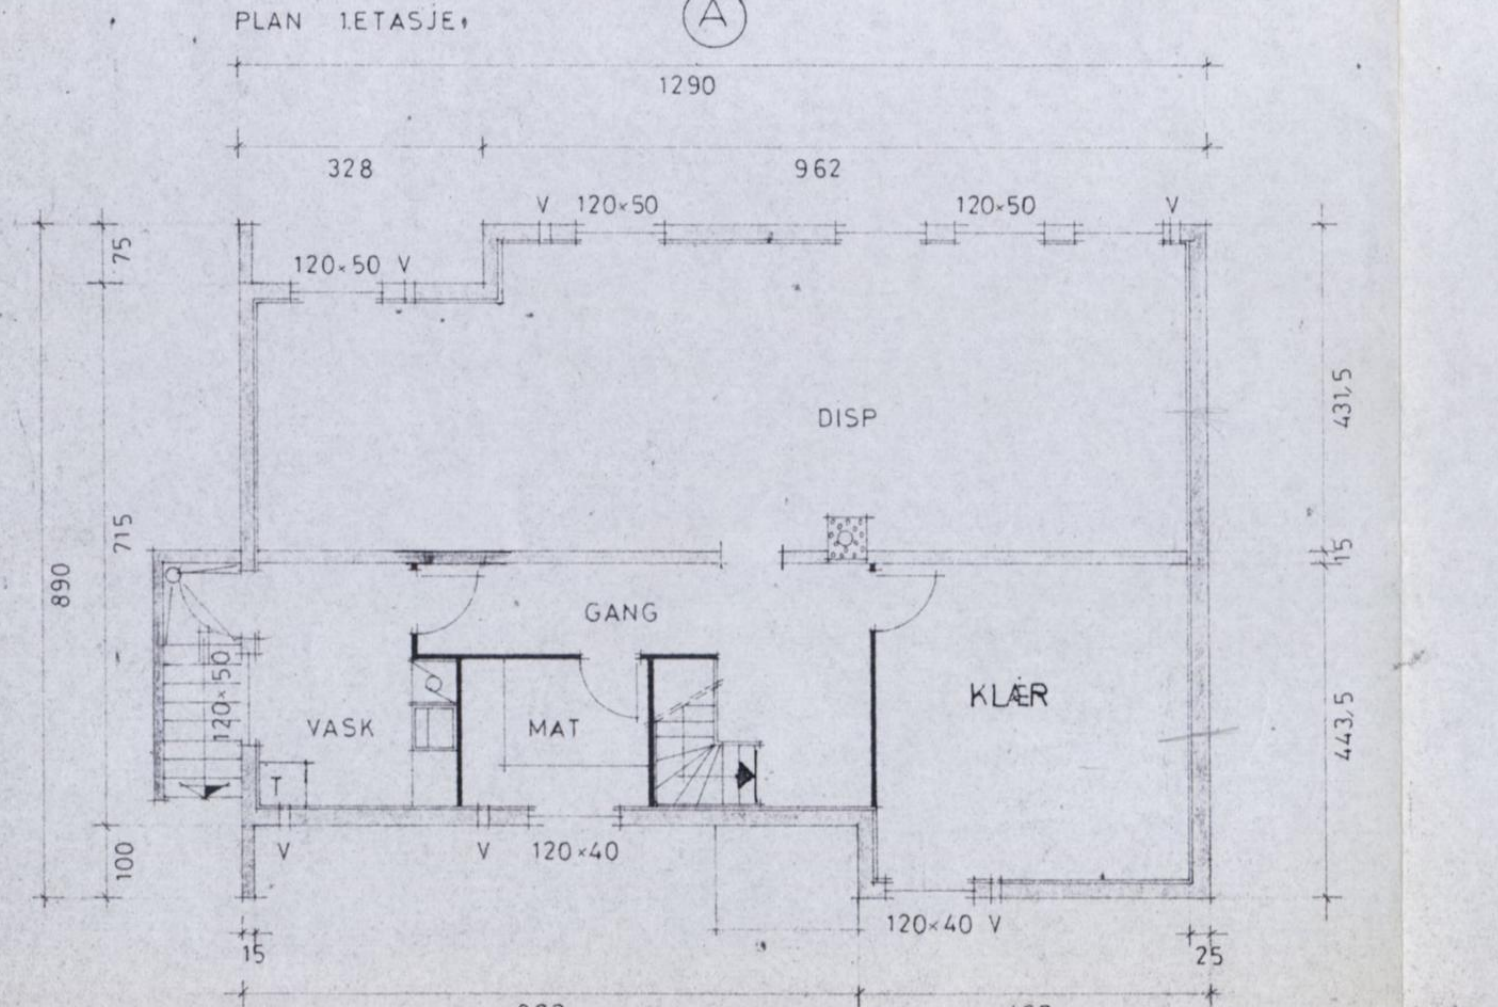 PLAN 1.ETASJE.
A
1290
328
962
V 120×50
120×50 V
75
120×50 V
DISP
431,5
715
15
890
GANG
120×50
KLÆR
VASK
MAT
443,5
T
100
V
V 120×40
120×40 V
15
25